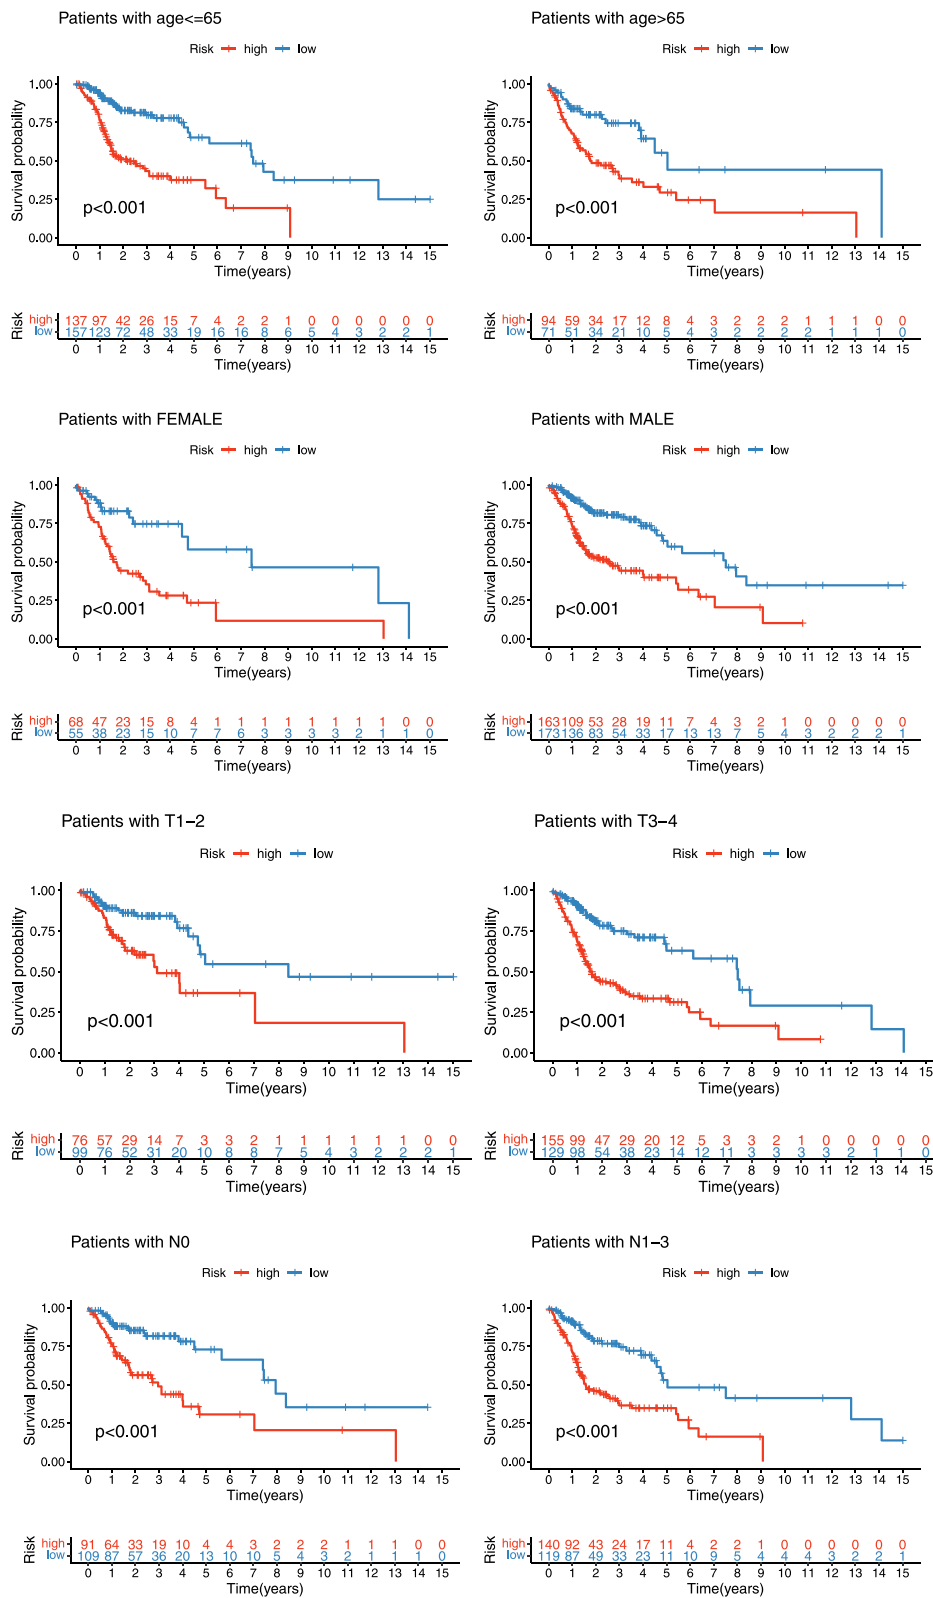 Patients with age<=65
Risk high low
Survival probability
1.00
0.75
0.50
0.25
0.00
p<0.001
0 1 2 3 4 5 6 7 8 9 10 11 12 13 14 15
Time(years)
Risk
high 137 97 42 26 15 7 4 2 2 1 0 0 0 0 0 0
low 157 123 72 48 33 19 16 16 8 6 5 4 3 2 2 1
0 1 2 3 4 5 6 7 8 9 10 11 12 13 14 15
Time(years)
Patients with age>65
Risk high low
Survival probability
1.00
0.75
0.50
0.25
0.00
p<0.001
0 1 2 3 4 5 6 7 8 9 10 11 12 13 14 15
Time(years)
Risk
high 94 59 34 17 12 8 4 3 2 2 2 1 1 1 0 0
low 71 51 34 21 10 5 4 3 2 2 2 2 1 1 1 0
0 1 2 3 4 5 6 7 8 9 10 11 12 13 14 15
Time(years)
Patients with FEMALE
Risk high low
Survival probability
1.00
0.75
0.50
0.25
0.00
p<0.001
0 1 2 3 4 5 6 7 8 9 10 11 12 13 14 15
Time(years)
Risk
high 68 47 23 15 8 4 1 1 1 1 1 1 1 1 0 0
low 55 38 23 15 10 7 7 6 3 3 3 3 2 1 1 0
0 1 2 3 4 5 6 7 8 9 10 11 12 13 14 15
Time(years)
Patients with MALE
Risk high low
Survival probability
1.00
0.75
0.50
0.25
0.00
p<0.001
0 1 2 3 4 5 6 7 8 9 10 11 12 13 14 15
Time(years)
Risk
high 163 109 53 28 19 11 7 4 3 2 1 0 0 0 0 0
low 173 136 83 54 33 17 13 13 7 5 4 3 2 2 2 1
0 1 2 3 4 5 6 7 8 9 10 11 12 13 14 15
Time(years)
Patients with T1−2
Risk high low
Survival probability
1.00
0.75
0.50
0.25
0.00
p<0.001
0 1 2 3 4 5 6 7 8 9 10 11 12 13 14 15
Time(years)
Risk
high 76 57 29 14 7 3 3 2 1 1 1 1 1 1 0 0
low 99 76 52 31 20 10 8 8 7 5 4 3 2 2 2 1
0 1 2 3 4 5 6 7 8 9 10 11 12 13 14 15
Time(years)
Patients with T3−4
Risk high low
Survival probability
1.00
0.75
0.50
0.25
0.00
p<0.001
0 1 2 3 4 5 6 7 8 9 10 11 12 13 14 15
Time(years)
Risk
high 155 99 47 29 20 12 5 3 3 2 1 0 0 0 0 0
low 129 98 54 38 23 14 12 11 3 3 3 3 2 1 1 0
0 1 2 3 4 5 6 7 8 9 10 11 12 13 14 15
Time(years)
Patients with N0
Risk high low
Survival probability
1.00
0.75
0.50
0.25
0.00
p<0.001
0 1 2 3 4 5 6 7 8 9 10 11 12 13 14 15
Time(years)
Risk
high 91 64 33 19 10 4 4 3 2 2 2 1 1 1 0 0
low 109 87 57 36 20 13 10 10 5 4 3 2 1 1 1 0
0 1 2 3 4 5 6 7 8 9 10 11 12 13 14 15
Time(years)
Patients with N1−3
Risk high low
Survival probability
1.00
0.75
0.50
0.25
0.00
p<0.001
0 1 2 3 4 5 6 7 8 9 10 11 12 13 14 15
Time(years)
Risk
high 140 92 43 24 17 11 4 2 2 1 0 0 0 0 0 0
low 119 87 49 33 23 11 10 9 5 4 4 4 3 2 2 1
0 1 2 3 4 5 6 7 8 9 10 11 12 13 14 15
Time(years)